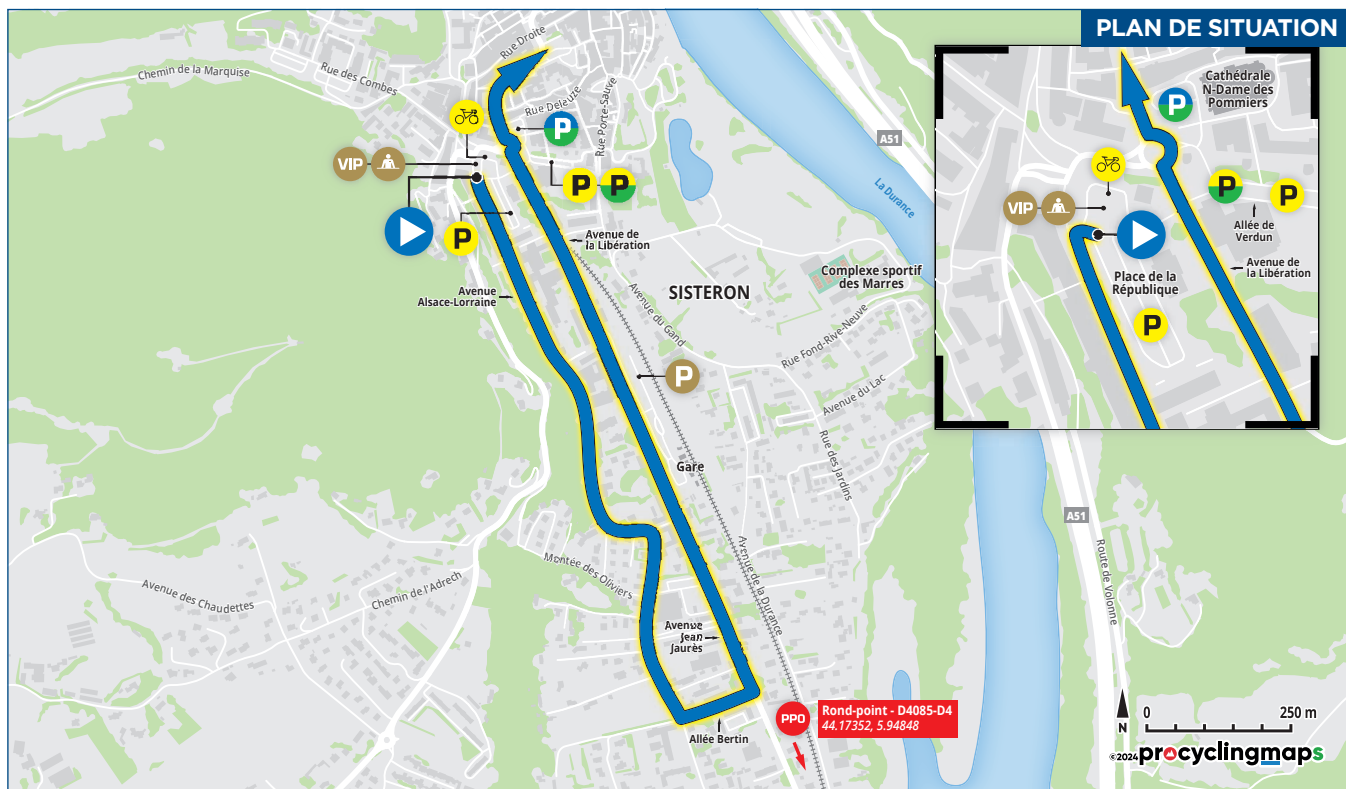 PLAN DE SITUATION
Rue Droite
Chemin de la Marquise
Rue des Combes
Rue Deleuze
Rue Porte-Sauve
P
A51
La Durance
VIP
P
P
P
Avenue de
la Libération
Avenue
Alsace-Lorraine
SISTERON
Complexe sportif
des Marres
Avenue du Gand
Rue Fond-Rive-Neuve
P
Avenue du Lac
Rue des Jardins
Gare
Avenue de la Durance
Montée des Oliviers
Avenue des Chaudettes
Chemin de l'Adrech
Avenue
Jean
Jaurès
Allée Bertin
PPO
Rond-point - D4085-D4
44.17352, 5.94848
A51
Route de Volonne
Cathédrale
N-Dame des
Pommiers
P
VIP
P
P
Allée de
Verdun
Avenue de
la Libération
Place de la
République
P
N
0
250 m
©2024 procyclingmaps